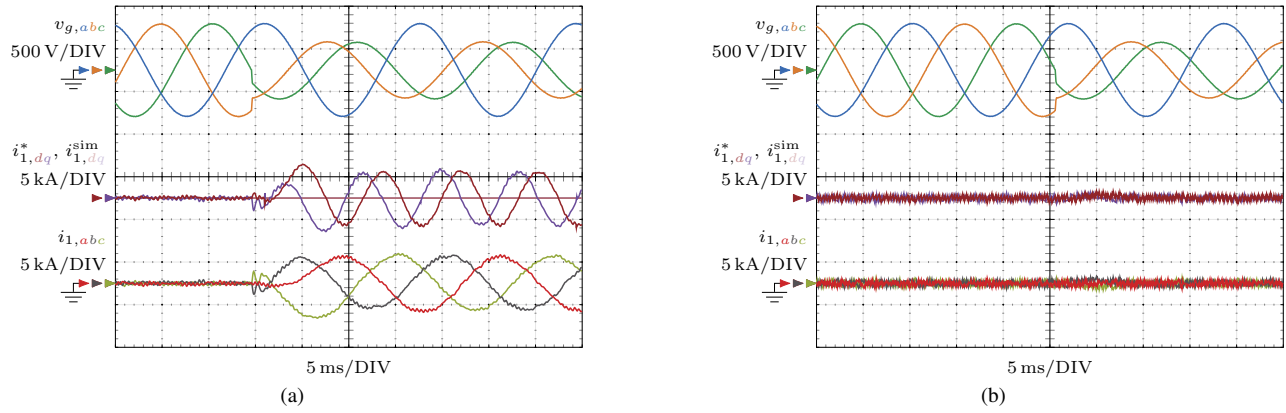 v_{g,abc}
500 V/DIV
i^*_{1,dq}, i^{sim}_{1,dq}
5 kA/DIV
i_{1,abc}
5 kA/DIV
5 ms/DIV
(a)
v_{g,abc}
500 V/DIV
i^*_{1,dq}, i^{sim}_{1,dq}
5 kA/DIV
i_{1,abc}
5 kA/DIV
5 ms/DIV
(b)